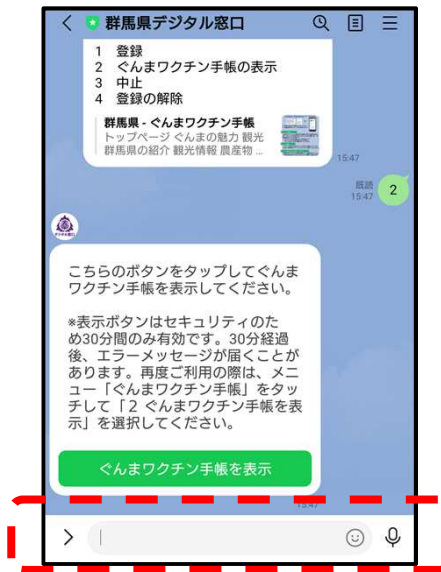 群馬県デジタル窓口
1 登録
2 ぐんまワクチン手帳の表示
3 中止
4 登録の解除
群馬県 - ぐんまワクチン手帳
トップページ ぐんまの魅力 観光
群馬県の紹介 観光情報 農産物 ...
15:47
既読
15:47
2
こちらのボタンをタップしてぐんま
ワクチン手帳を表示してください。
*表示ボタンはセキュリティのた
め30分間のみ有効です。30分経過
後、エラーメッセージが届くことが
あります。再度ご利用の際は、メニ
ュー「ぐんまワクチン手帳」をタッ
チして「2 ぐんまワクチン手帳を表
示」を選択してください。
ぐんまワクチン手帳を表示
15:47